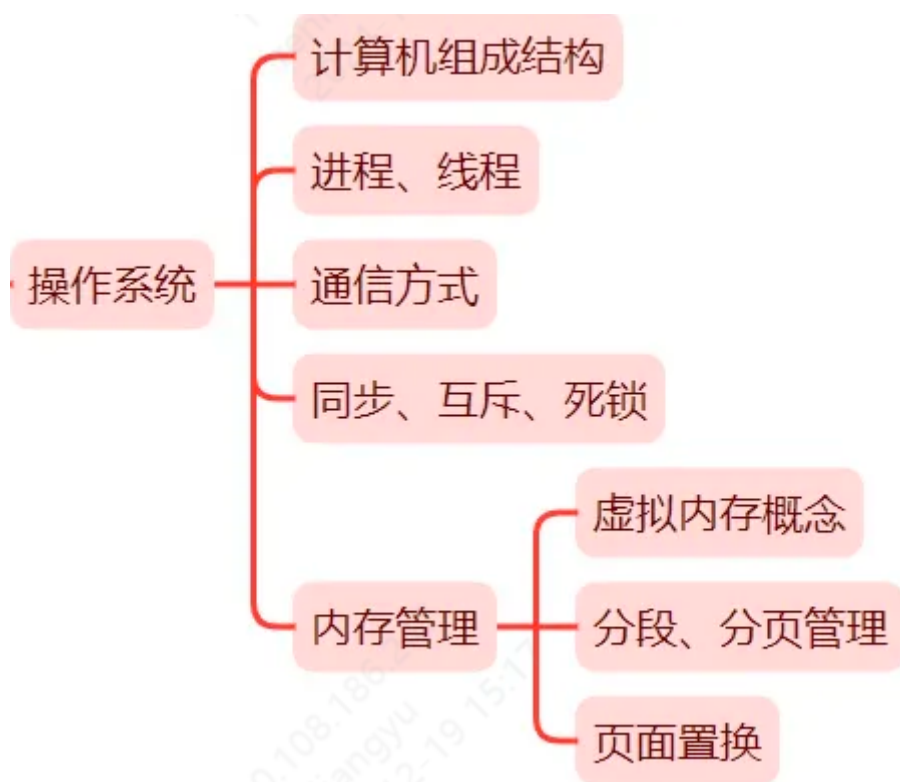 计算机组成结构
进程、线程
操作系统
通信方式
同步、互斥、死锁
虚拟内存概念
内存管理
分段、分页管理
页面置换